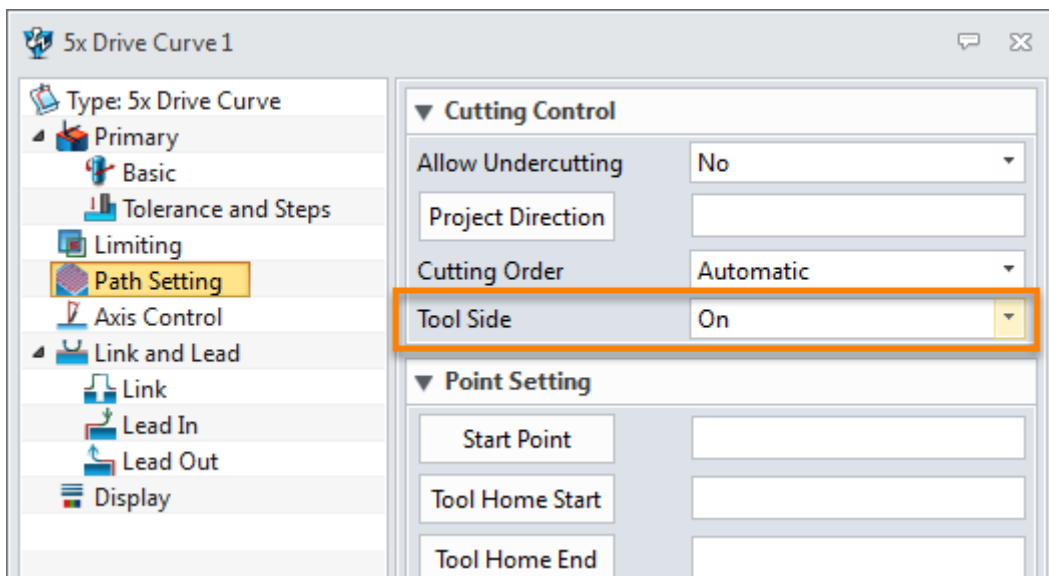 5x Drive Curve 1
Type: 5x Drive Curve
Primary
Basic
Tolerance and Steps
Limiting
Path Setting
Axis Control
Link and Lead
Link
Lead In
Lead Out
Display
Cutting Control
Allow Undercutting No
Project Direction
Cutting Order Automatic
Tool Side On
Point Setting
Start Point
Tool Home Start
Tool Home End